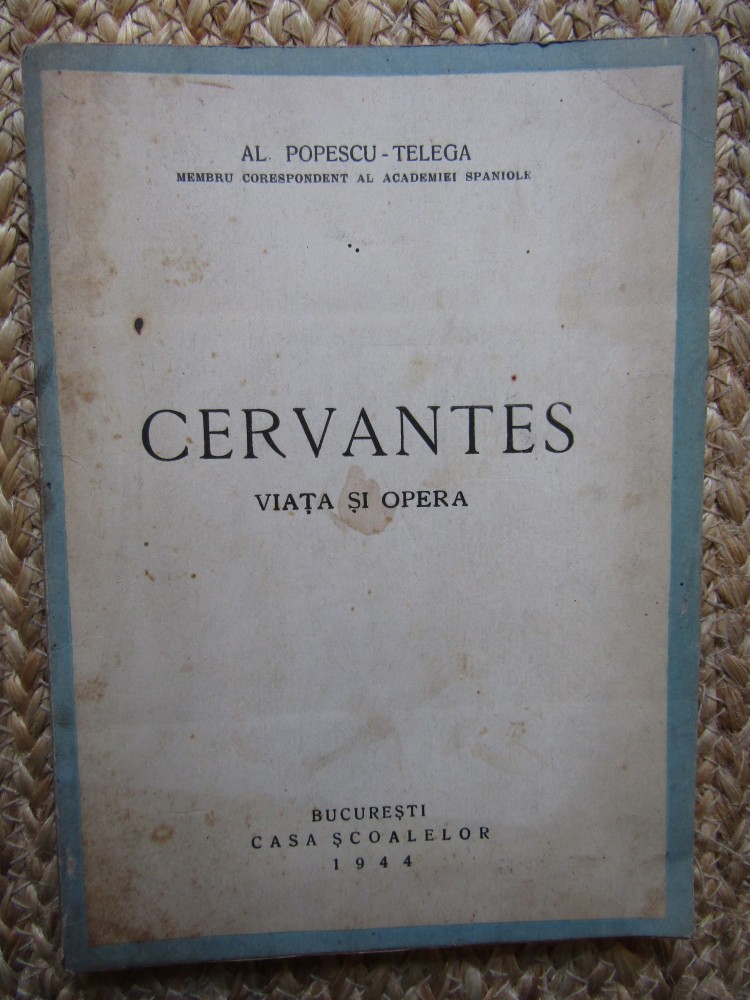 AL. POPESCU - TELEGA
MEMBRU CORESPONDENT AL ACADEMIEI SPANIOLE
CERVANTES
VIAȚA ȘI OPERA
BUCUREȘTI
CASA ȘCOALELOR
1944